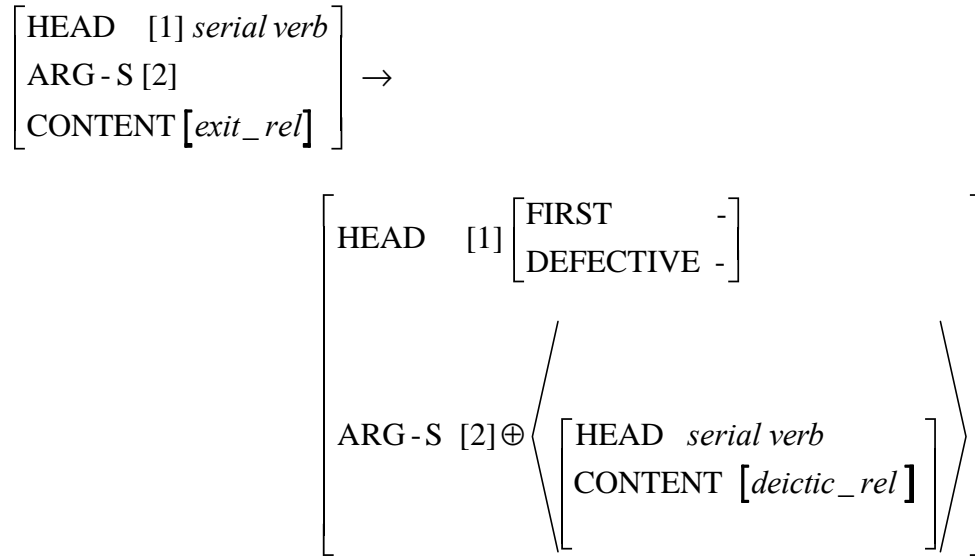 HEAD [1] serial verb
ARG-S [2]
CONTENT [exit_rel]
→
HEAD [1] [FIRST -
DEFECTIVE -]
ARG-S [2] ⊕ ⟨ [HEAD serial verb
CONTENT [deictic_rel] ] ⟩